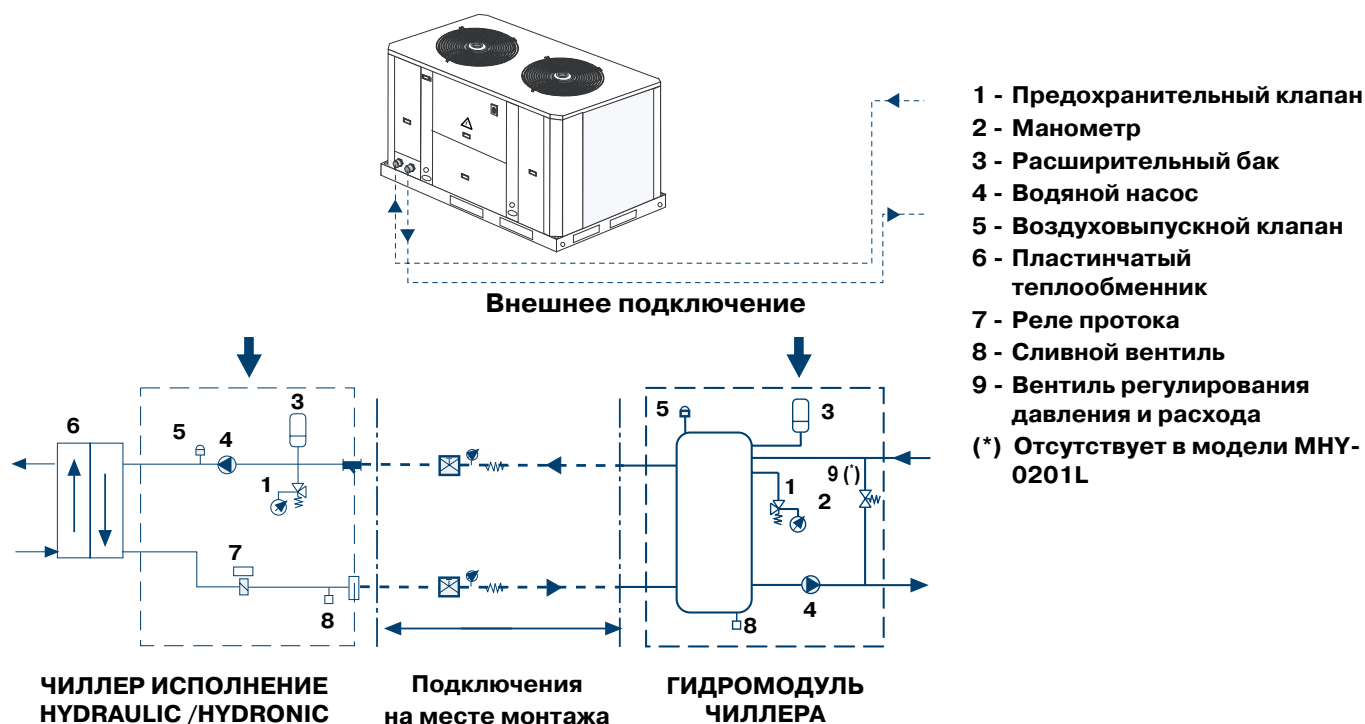 1 - Предохранительный клапан
2 - Манометр
3 - Расширительный бак
4 - Водяной насос
5 - Воздуховыпускной клапан
6 - Пластинчатый
теплообменник
7 - Реле протока
8 - Сливной вентиль
9 - Вентиль регулирования
давления и расхода
(*) Отсутствует в модели MHY-
0201L
Внешнее подключение
6
5
4
3
1
7
8
5
3
9 (*)
1
2
4
8
ЧИЛЛЕР ИСПОЛНЕНИЕ
HYDRAULIC /HYDRONIC
Подключения
на месте монтажа
ГИДРОМОДУЛЬ
ЧИЛЛЕРА